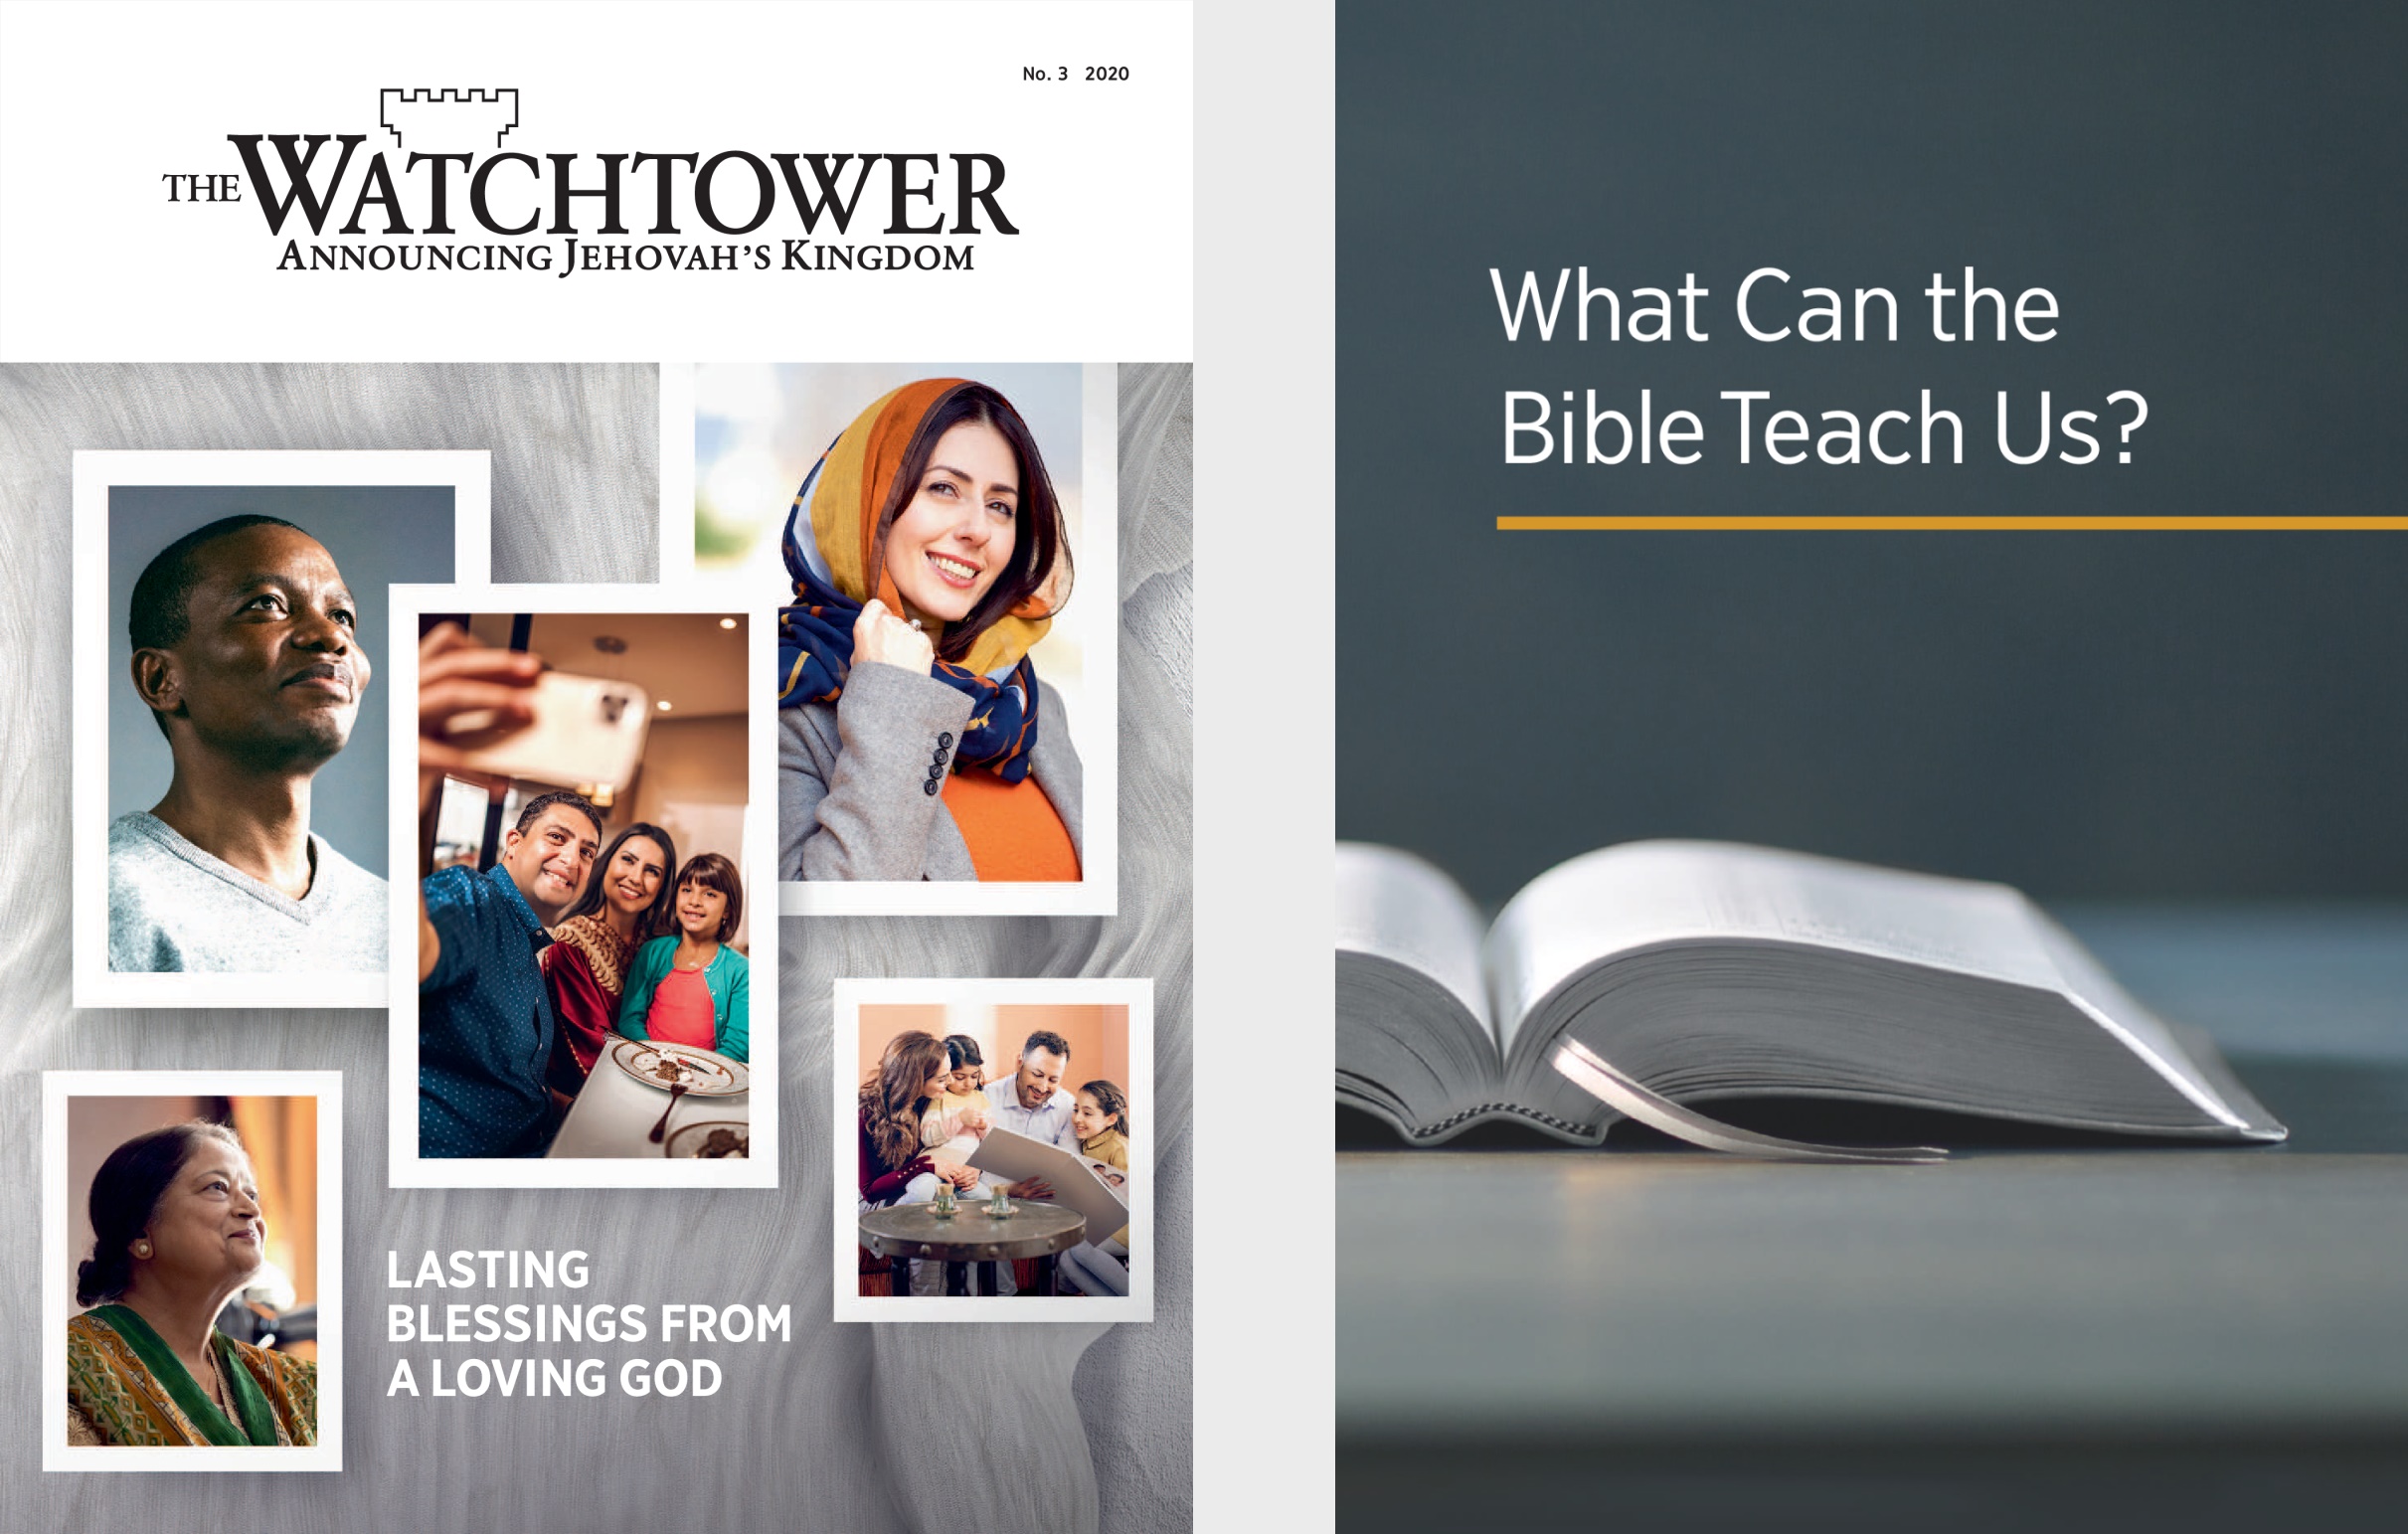 No. 3 2020
THE WATCHTOWER
ANNOUNCING JEHOVAH'S KINGDOM
LASTING
BLESSINGS FROM
A LOVING GOD
What Can the
Bible Teach Us?